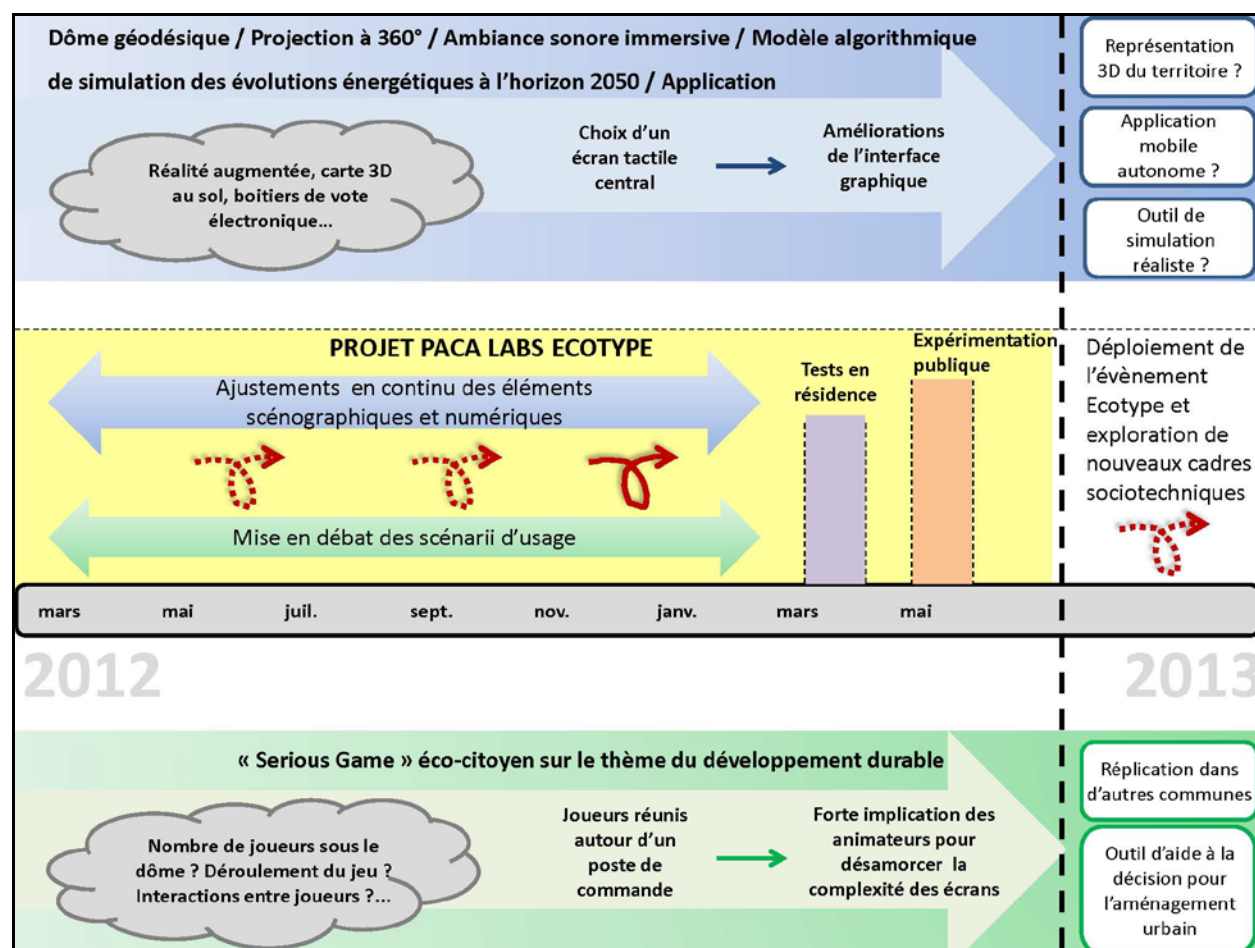 Dôme géodésique / Projection à 360° / Ambiance sonore immersive / Modèle algorithmique
de simulation des évolutions énergétiques à l'horizon 2050 / Application
Réalité augmentée, carte 3D
au sol, boitiers de vote
électronique...
Choix d'un
écran tactile
central
Améliorations
de l'interface
graphique
Représentation
3D du territoire ?
Application
mobile
autonome ?
Outil de
simulation
réaliste ?
PROJET PACA LABS ECOTYPE
Ajustements en continu des éléments
scénographiques et numériques
Mise en débat des scénarii d'usage
Tests en
résidence
Expérimentation
publique
Déploiement de
l'évènement
Ecotype et
exploration de
nouveaux cadres
sociotechniques
mars mai juil. sept. nov. janv. mars mai
2012 2013
« Serious Game » éco-citoyen sur le thème du développement durable
Nombre de joueurs sous le
dôme ? Déroulement du jeu ?
Interactions entre joueurs ?...
Joueurs réunis
autour d'un
poste de
commande
Forte implication des
animateurs pour
désamorcer la
complexité des écrans
Réplication dans
d'autres communes
Outil d'aide à la
décision pour
l'aménagement
urbain